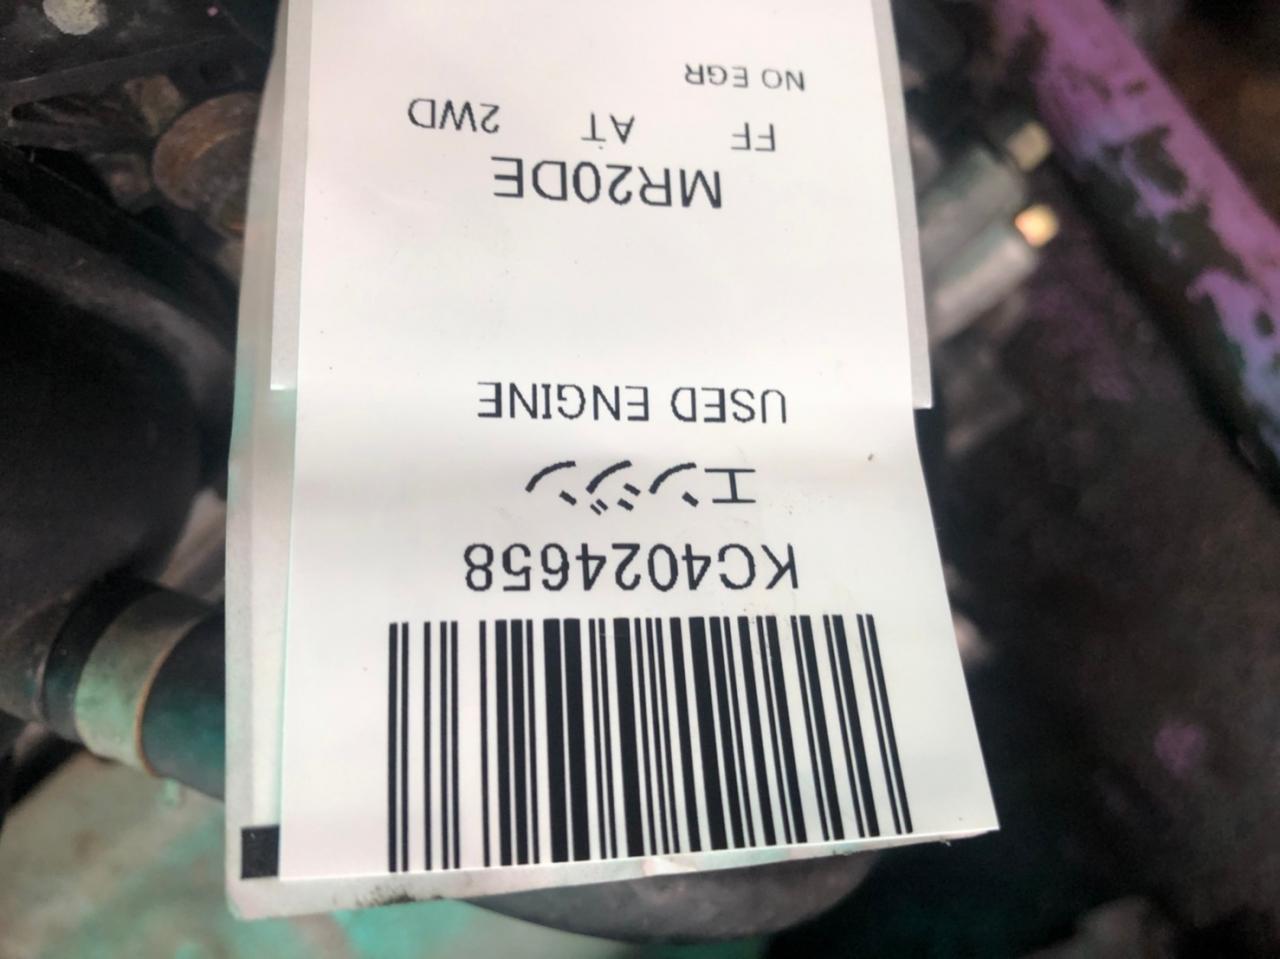 KC4024658
エンジン
USED ENGINE
MR20DE
FF AT 2WD
NO EGR